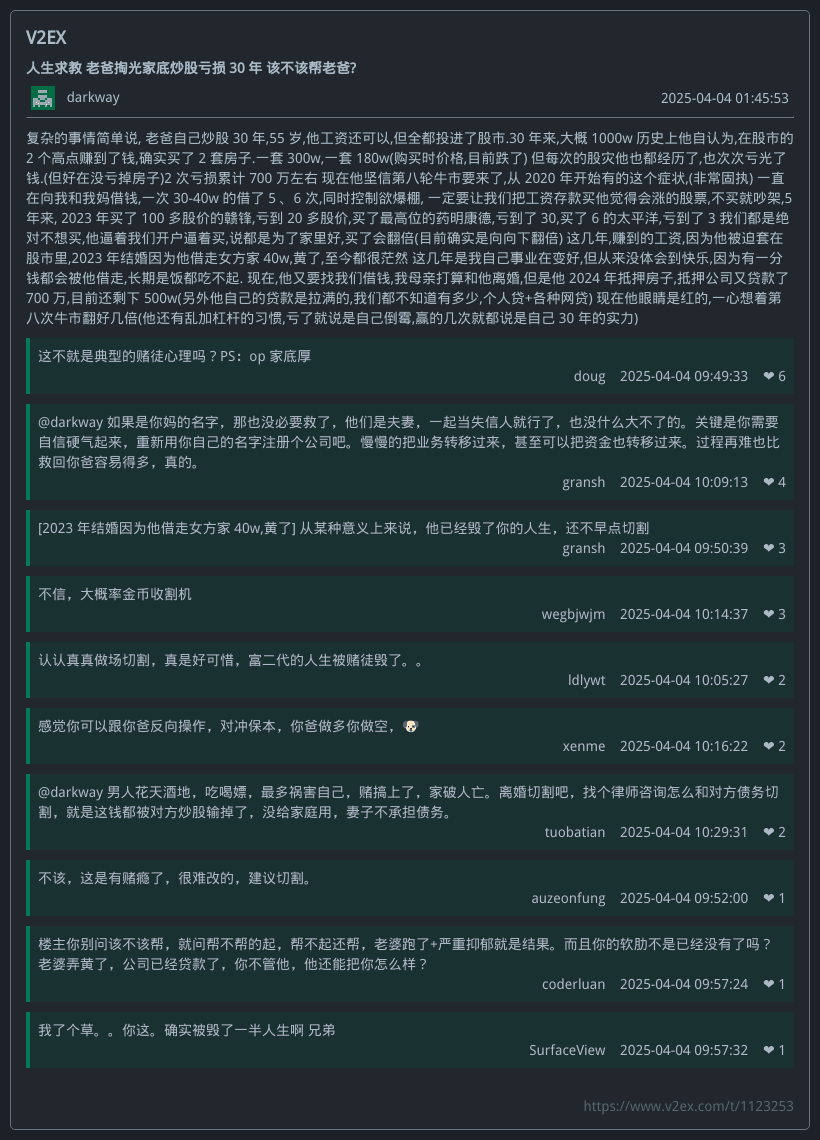 V2EX
人生求教 老爸掏光家底炒股亏损 30 年 该不该帮老爸?
darkway 2025-04-04 01:45:53
复杂的事情简单说, 老爸自己炒股 30 年,55 岁,他工资还可以,但全都投进了股市.30 年来,大概 1000w 历史上他自认为,在股市的
2 个高点赚到了钱,确实买了 2 套房子.一套 300w,一套 180w(购买时价格,目前跌了) 但每次的股灾他也都经历了,也次次亏光了
钱.(但好在没亏掉房子)2 次亏损累计 700 万左右 现在他坚信第八轮牛市要来了,从 2020 年开始有的这个症状,(非常固执) 一直
在向我和我妈借钱,一次 30-40w 的借了 5 、6 次,同时控制欲爆棚, 一定要让我们把工资存款买他觉得会涨的股票,不买就吵架,5
年来, 2023 年买了 100 多股价的赣锋,亏到 20 多股价,买了最高位的药明康德,亏到了 30,买了 6 的太平洋,亏到了 3 我们都是绝
对不想买,他逼着我们开户逼着买,说都是为了家里好,买了会翻倍(目前确实是向向下翻倍) 这几年,赚到的工资,因为他被迫套在
股市里,2023 年结婚因为他借走女方家 40w,黄了,至今都很茫然 这几年是我自己事业在变好,但从来没体会到快乐,因为有一分
钱都会被他借走,长期是饭都吃不起. 现在,他又要找我们借钱,我母亲打算和他离婚,但是他 2024 年抵押房子,抵押公司又贷款了
700 万,目前还剩下 500w(另外他自己的贷款是拉满的,我们都不知道有多少,个人贷+各种网贷) 现在他眼睛是红的,一心想着第
八次牛市翻好几倍(他还有乱加杠杆的习惯,亏了就说是自己倒霉,赢的几次就都说是自己 30 年的实力)
这不就是典型的赌徒心理吗？PS：op 家底厚
doug 2025-04-04 09:49:33 ❤ 6
@darkway 如果是你妈的名字，那也没必要救了，他们是夫妻，一起当失信人就行了，也没什么大不了的。关键是你需要
自信硬气起来，重新用你自己的名字注册个公司吧。慢慢的把业务转移过来，甚至可以把资金也转移过来。过程再难也比
救回你爸容易得多，真的。
gransh 2025-04-04 10:09:13 ❤ 4
[2023 年结婚因为他借走女方家 40w,黄了] 从某种意义上来说，他已经毁了你的人生，还不早点切割
gransh 2025-04-04 09:50:39 ❤ 3
不信，大概率金币收割机
wegbjwjm 2025-04-04 10:14:37 ❤ 3
认认真真做场切割，真是好可惜，富二代的人生被赌徒毁了。。
ldlywt 2025-04-04 10:05:27 ❤ 2
感觉你可以跟你爸反向操作，对冲保本，你爸做多你做空，🐶
xenme 2025-04-04 10:16:22 ❤ 2
@darkway 男人花天酒地，吃喝嫖，最多祸害自己，赌搞上了，家破人亡。离婚切割吧，找个律师咨询怎么和对方债务切
割，就是这钱都被对方炒股输掉了，没给家庭用，妻子不承担债务。
tuobatian 2025-04-04 10:29:31 ❤ 2
不该，这是有赌瘾了，很难改的，建议切割。
auzeonfung 2025-04-04 09:52:00 ❤ 1
楼主你别问该不该帮，就问帮不帮的起，帮不起还帮，老婆跑了+严重抑郁就是结果。而且你的软肋不是已经没有了吗？
老婆弄黄了，公司已经贷款了，你不管他，他还能把你怎么样？
coderluan 2025-04-04 09:57:24 ❤ 1
我了个草。。你这。确实被毁了一半人生啊 兄弟
SurfaceView 2025-04-04 09:57:32 ❤ 1
https://www.v2ex.com/t/1123253